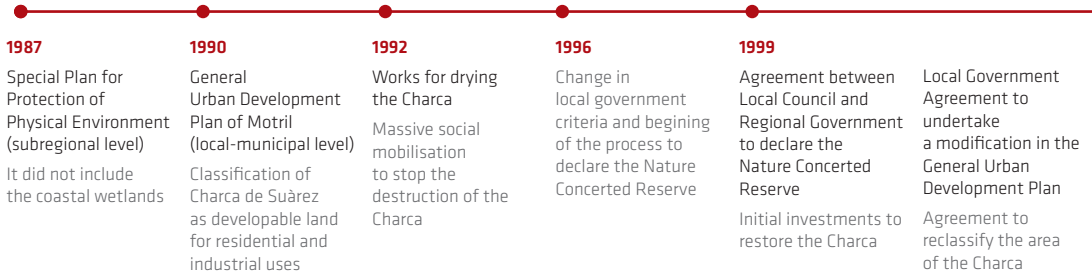 1987
Special Plan for
Protection of
Physical Environment
(subregional level)
It did not include
the coastal wetlands
1990
General
Urban Development
Plan of Motril
(local-municipal level)
Classification of
Charca de Suàrez
as developable land
for residential and
industrial uses
1992
Works for drying
the Charca
Massive social
mobilisation
to stop the
destruction of the
Charca
1996
Change in
local government
criteria and begining
of the process to
declare the Nature
Concerted Reserve
1999
Agreement between
Local Council and
Regional Government
to declare the
Nature Concerted
Reserve
Initial investments to
restore the Charca
Local Government
Agreement to
undertake
a modification in the
General Urban
Development Plan
Agreement to
reclassify the area
of the Charca